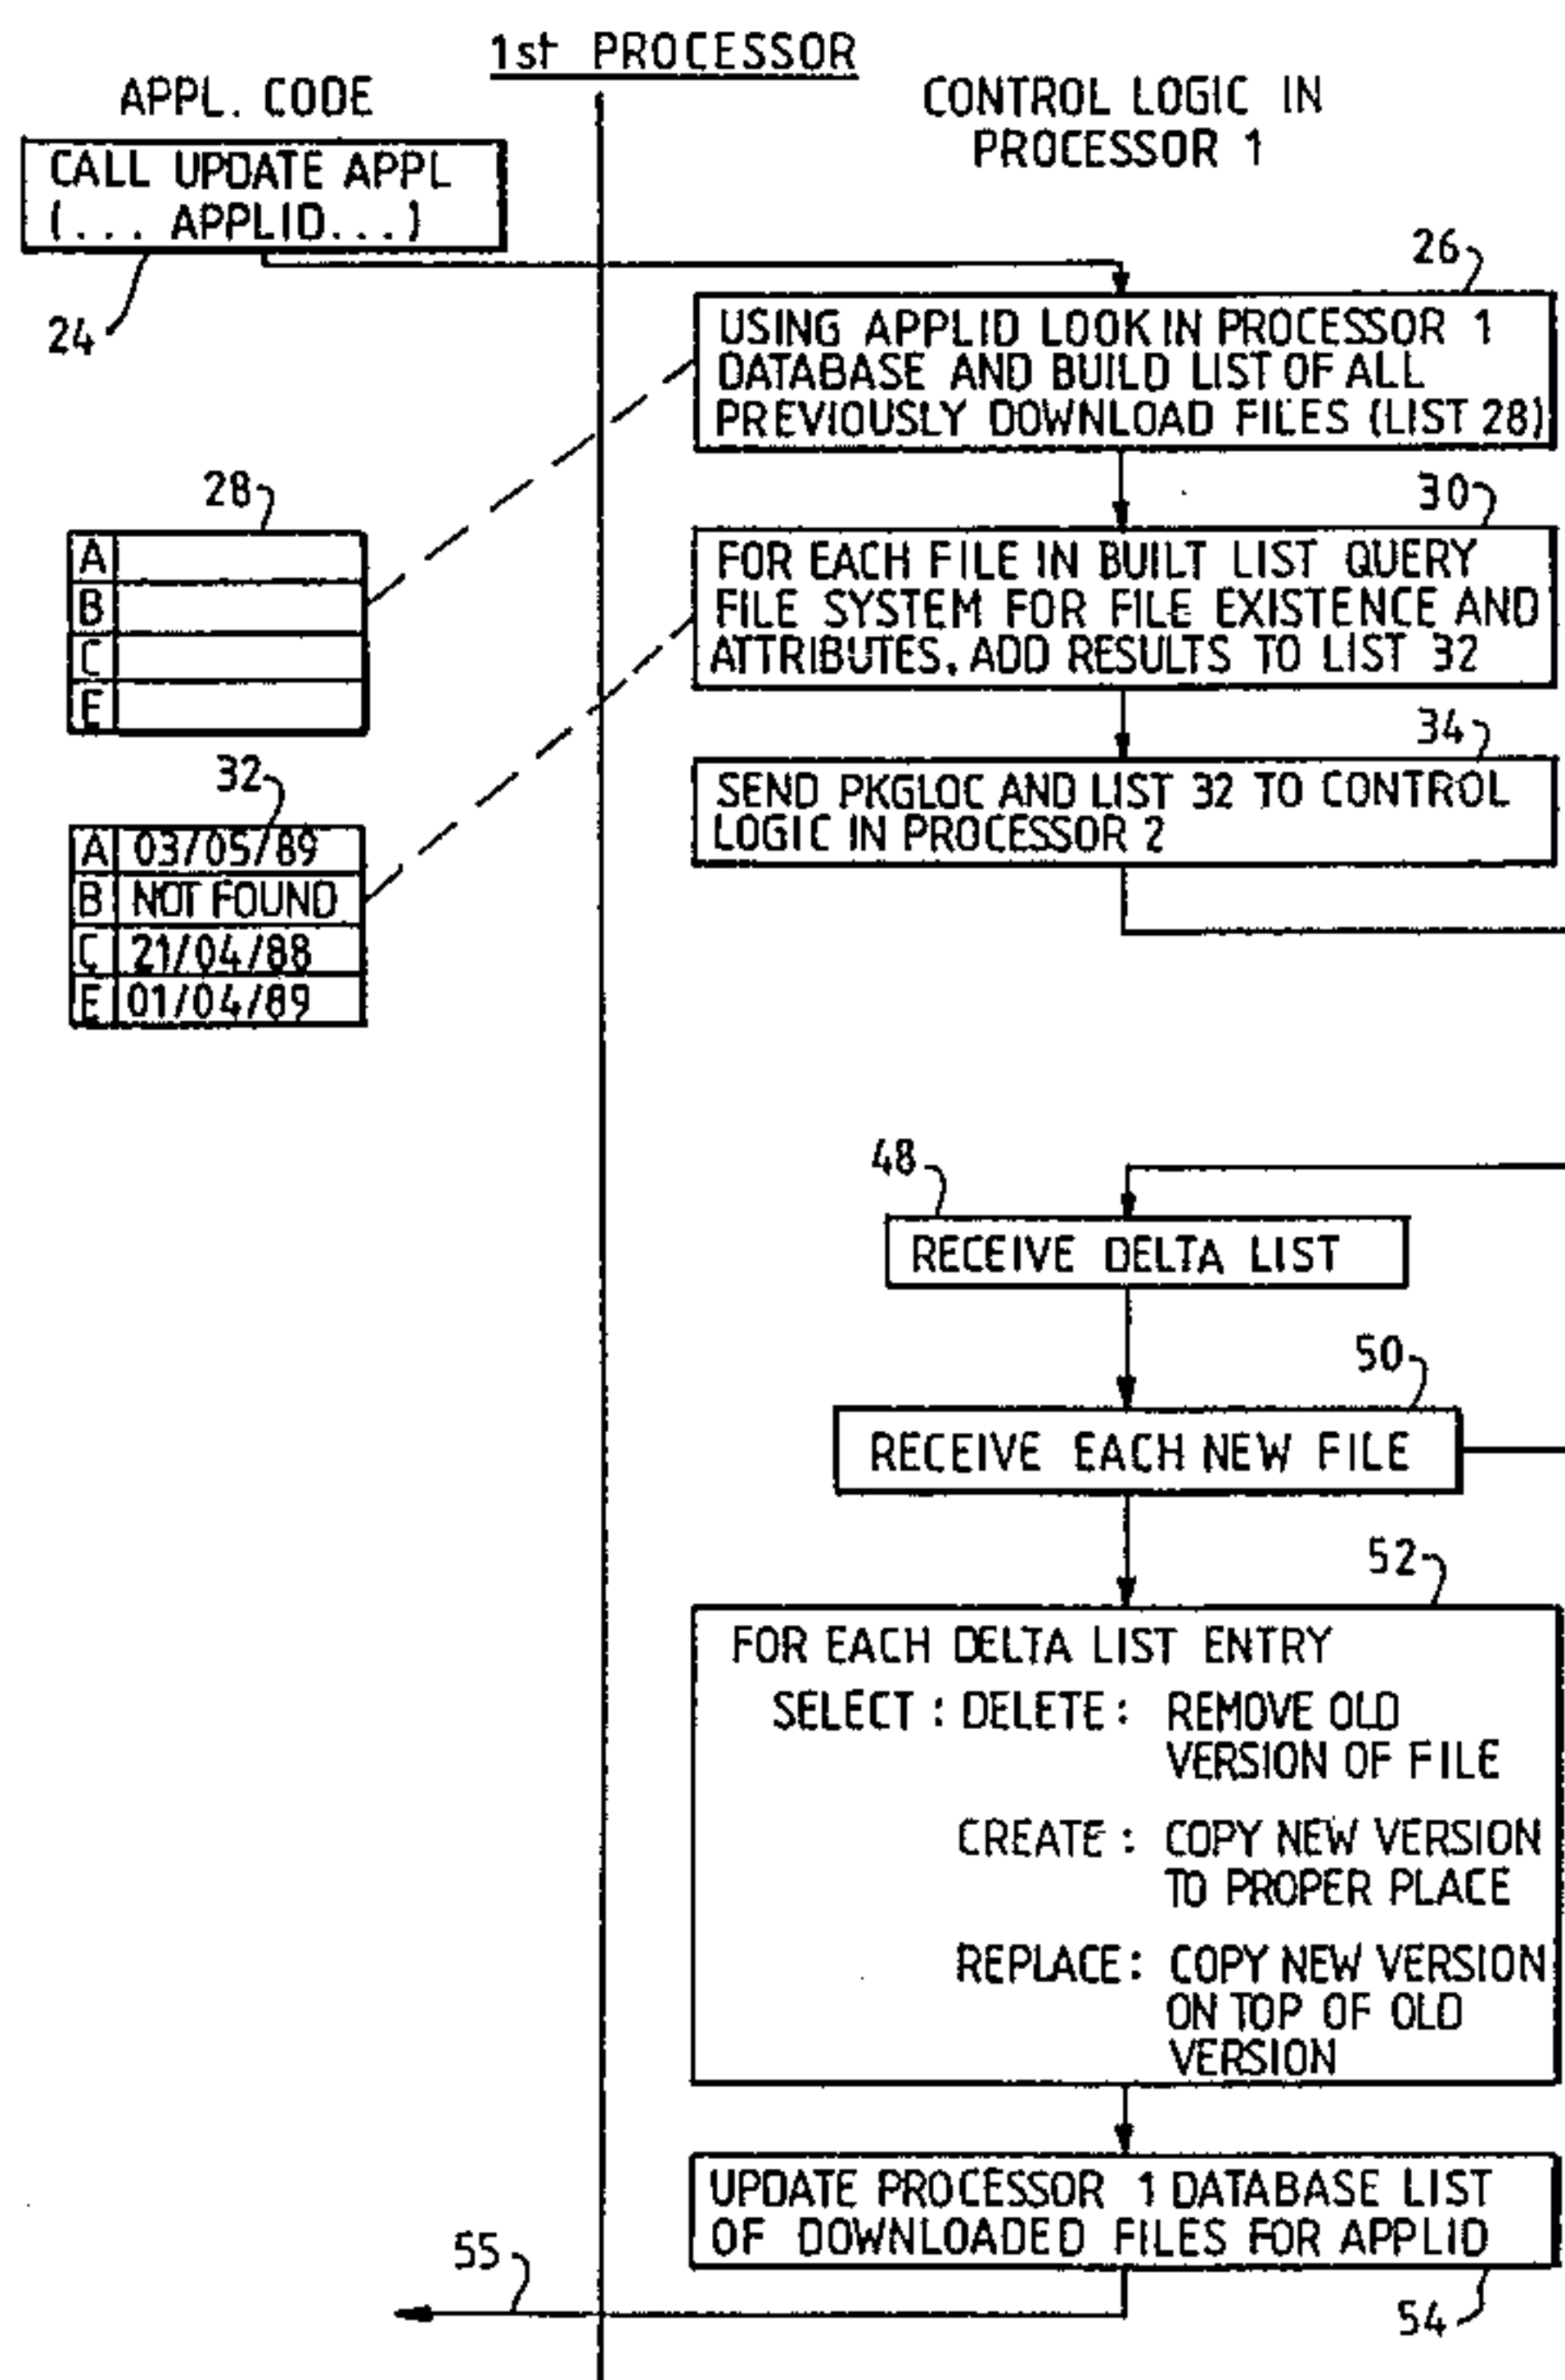 1st PROCESSOR
APPL. CODE
CONTROL LOGIC IN
PROCESSOR 1
CALL UPDATE APPL
(... APPLID...)
24
26
USING APPLID LOOK IN PROCESSOR 1
DATABASE AND BUILD LIST OF ALL
PREVIOUSLY DOWNLOAD FILES (LIST 28)
28
A
B
C
E
30
FOR EACH FILE IN BUILT LIST QUERY
FILE SYSTEM FOR FILE EXISTENCE AND
ATTRIBUTES. ADD RESULTS TO LIST 32
32
A 03/05/89
B NOT FOUND
C 21/04/88
E 01/04/89
34
SEND PKGLOC AND LIST 32 TO CONTROL
LOGIC IN PROCESSOR 2
48
RECEIVE DELTA LIST
50
RECEIVE EACH NEW FILE
52
FOR EACH DELTA LIST ENTRY
SELECT : DELETE : REMOVE OLD
VERSION OF FILE
CREATE : COPY NEW VERSION
TO PROPER PLACE
REPLACE : COPY NEW VERSION
ON TOP OF OLD
VERSION
UPDATE PROCESSOR 1 DATABASE LIST
OF DOWNLOADED FILES FOR APPLID
55
54